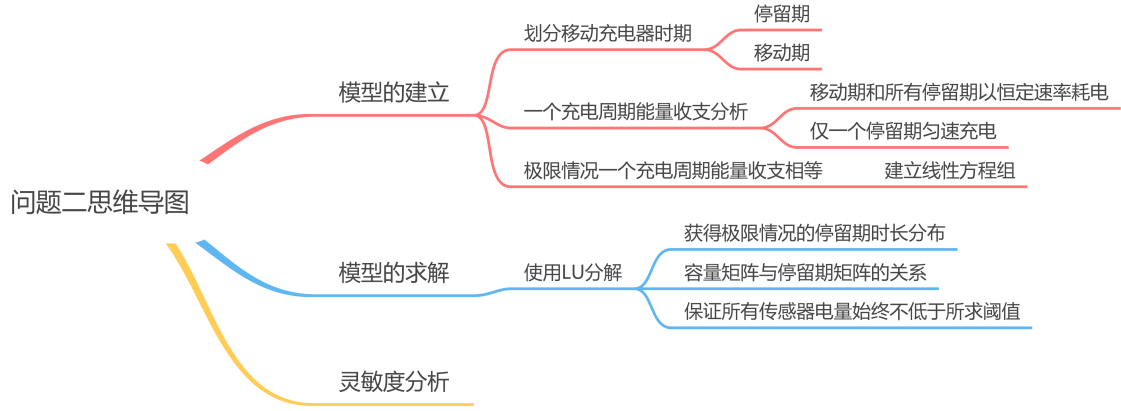 问题二思维导图
模型的建立
划分移动充电器时期
停留期
移动期
一个充电周期能量收支分析
移动期和所有停留期以恒定速率耗电
仅一个停留期匀速充电
极限情况一个充电周期能量收支相等
建立线性方程组
模型的求解
使用LU分解
获得极限情况的停留期时长分布
容量矩阵与停留期矩阵的关系
保证所有传感器电量始终不低于所求阈值
灵敏度分析